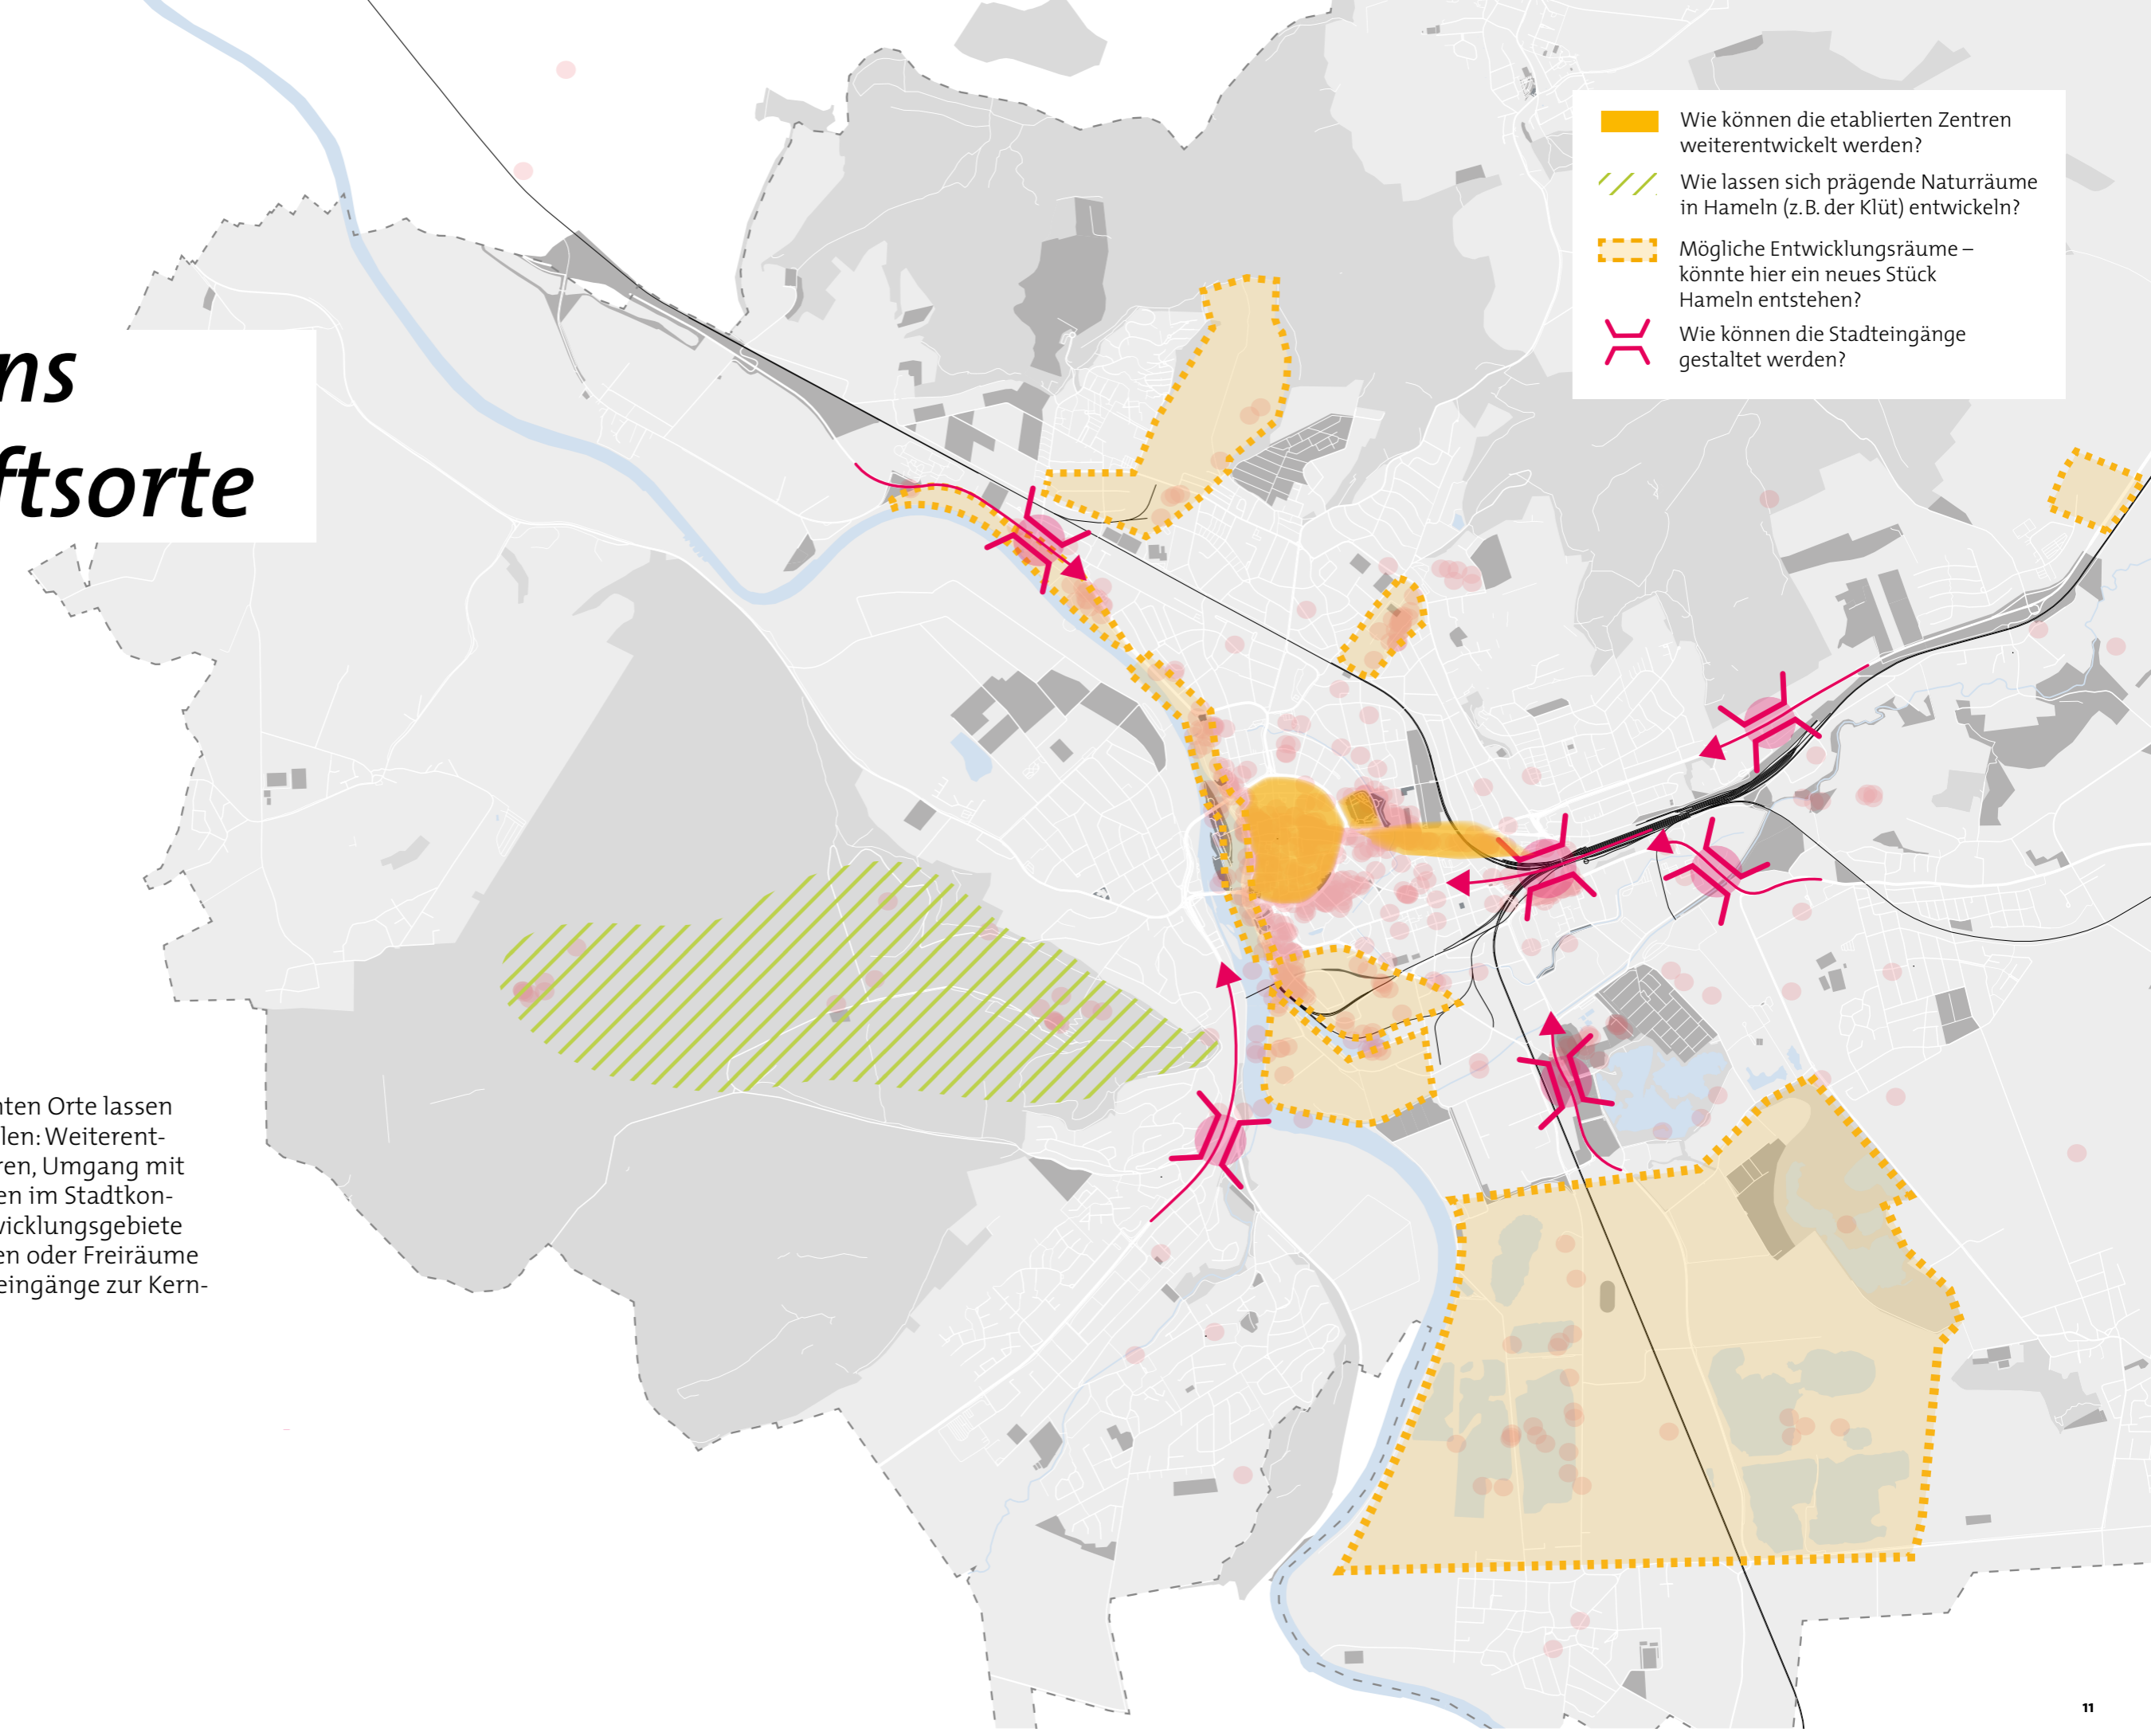 ns
ftsorte
nten Orte lassen
len: Weiterent-
ren, Umgang mit
en im Stadtkon-
wicklungsgebiete
en oder Freiräume
eingänge zur Kern-
Wie können die etablierten Zentren
weiterentwickelt werden?
Wie lassen sich prägende Naturräume
in Hameln (z.B. der Klüt) entwickeln?
Mögliche Entwicklungsräume –
könnte hier ein neues Stück
Hameln entstehen?
Wie können die Stadteingänge
gestaltet werden?
11